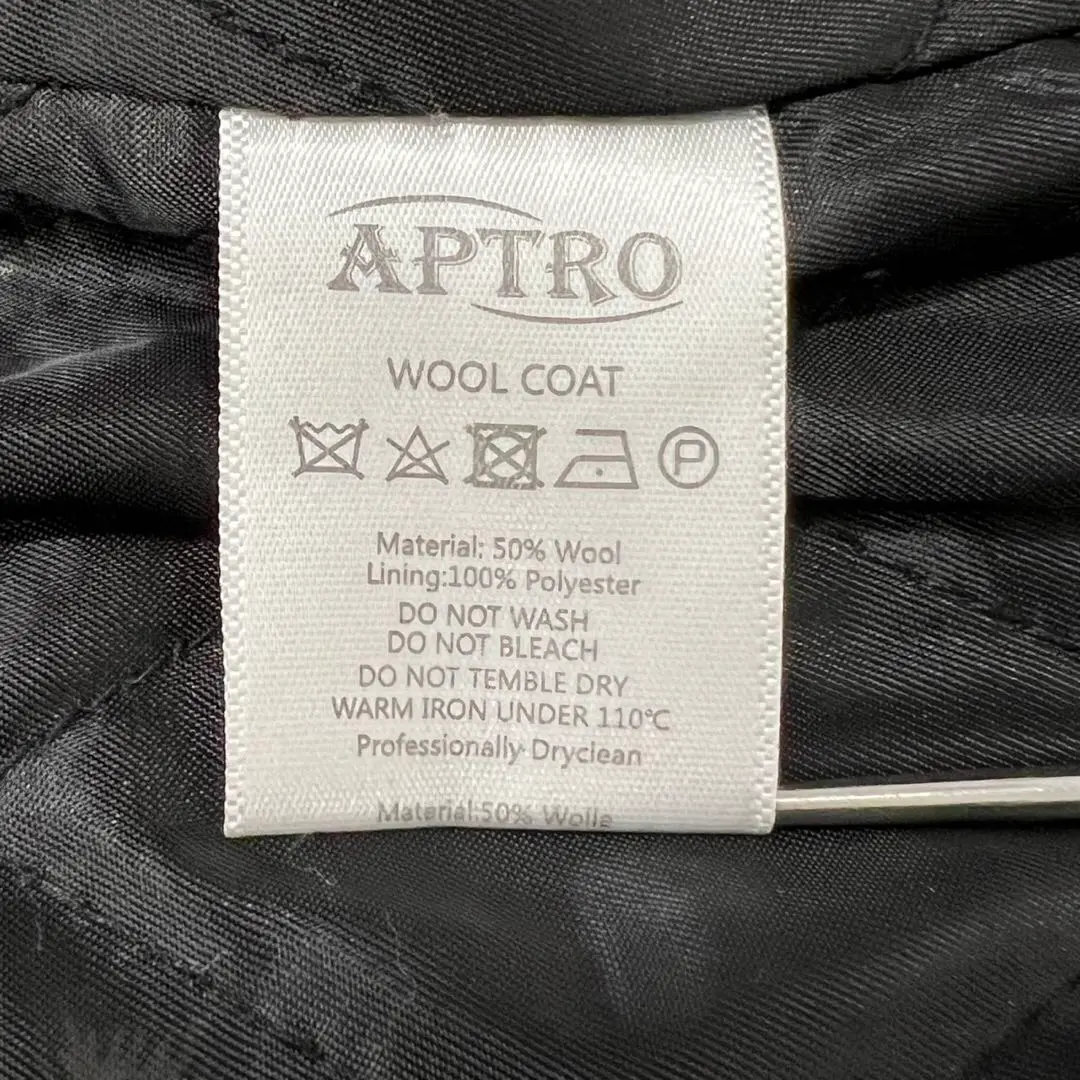 APTRO
WOOL COAT
P
Material: 50% Wool
Lining:100% Polyester
DO NOT WASH
DO NOT BLEACH
DO NOT TEMBLE DRY
WARM IRON UNDER 110℃
Professionally Dryclean
Material:50% Wolle